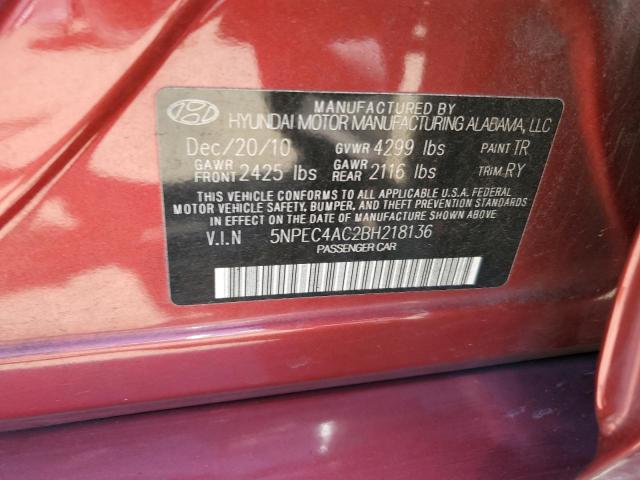 MANUFACTURED BY
HYUNDAI MOTOR MANUFACTURING ALABAMA, LLC
Dec/20/10 GVWR 4299 lbs PAINT TR
GAWR FRONT 2425 lbs GAWR REAR 2116 lbs TRIM RY
THIS VEHICLE CONFORMS TO ALL APPLICABLE U.S.A. FEDERAL
MOTOR VEHICLE SAFETY, BUMPER, AND THEFT PREVENTION STANDARDS
IN EFFECT ON THE DATE OF MANUFACTURE SHOWN ABOVE
V.I.N 5NPEC4AC2BH218136
PASSENGER CAR